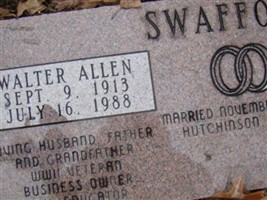 SWAFFO
WALTER ALLEN
SEPT 9 1913
JULY 16, 1988
MARRIED NOVEMB
HUTCHINSON
VING HUSBAND, FATHER
AND GRANDFATHER
WWII VETERAN
BUSINESS OWNER
EDUCATOR